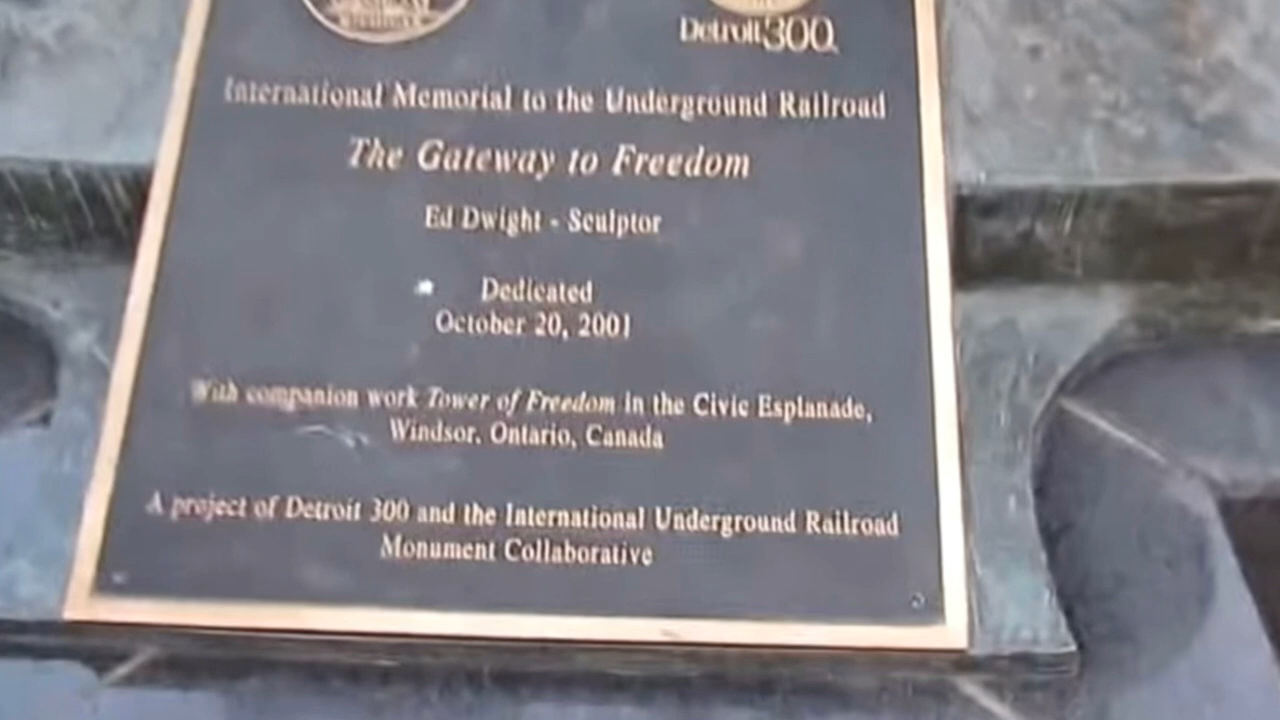 Detroit 300
International Memorial to the Underground Railroad
The Gateway to Freedom
Ed Dwight - Sculptor
Dedicated
October 20, 2001
With companion work Tower of Freedom in the Civic Esplanade,
Windsor, Ontario, Canada
A project of Detroit 300 and the International Underground Railroad
Monument Collaborative